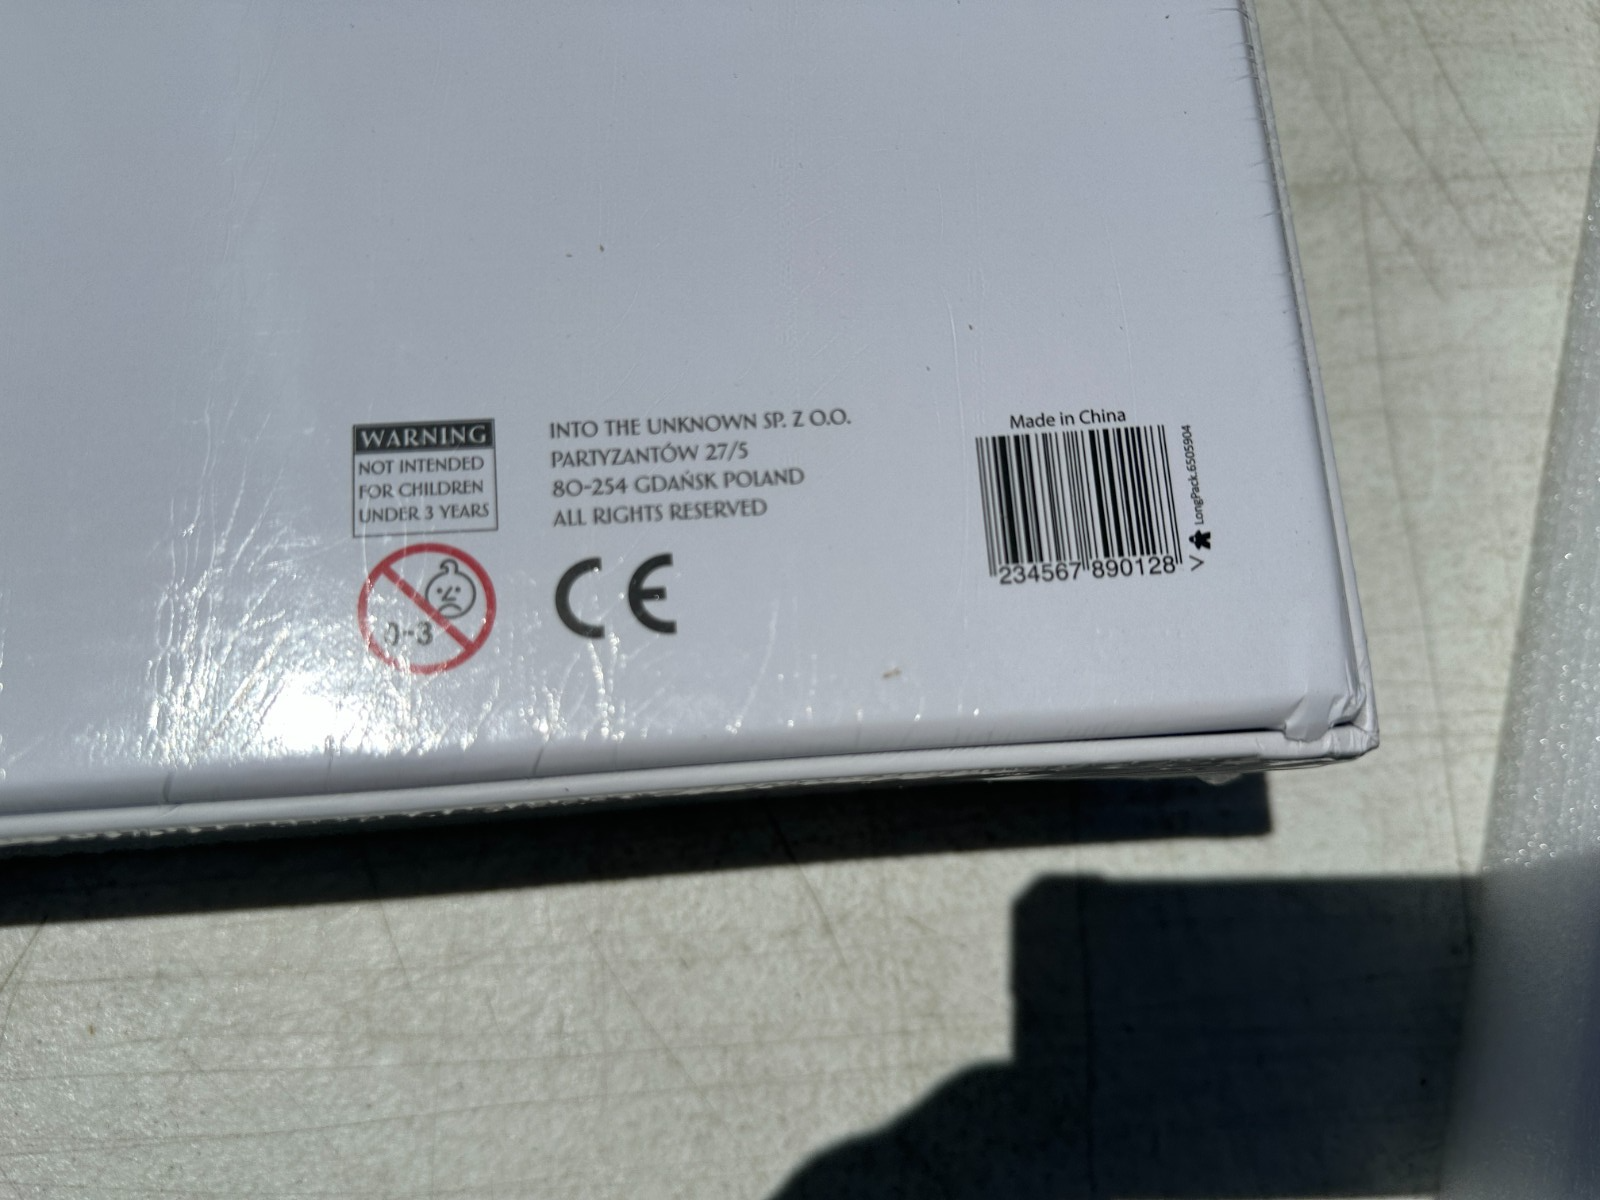 WARNING
NOT INTENDED
FOR CHILDREN
UNDER 3 YEARS
0-3
INTO THE UNKNOWN SP. Z O.O.
PARTYZANTÓW 27/5
80-254 GDAŃSK POLAND
ALL RIGHTS RESERVED
CE
Made in China
234567 890128 >
LongPack.6505904